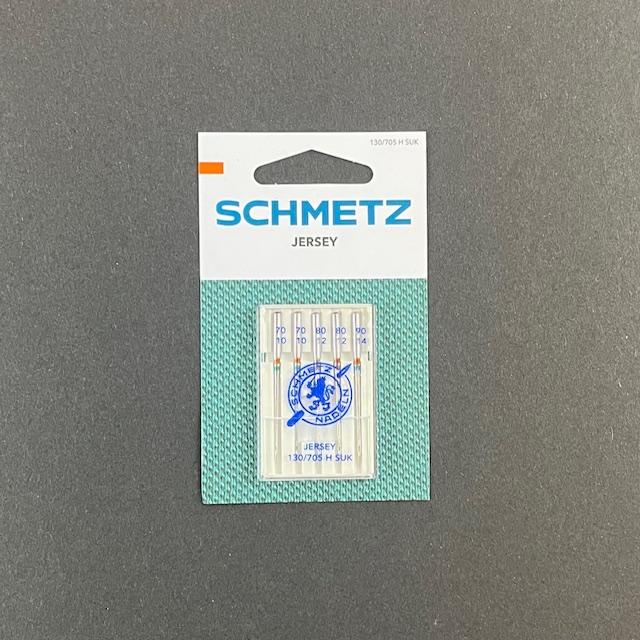 130/705 H SUK
SCHMETZ
JERSEY
70 70 80 80 90
10 10 12 12 14
SCHMETZ
NADELN
JERSEY
130/705 H SUK